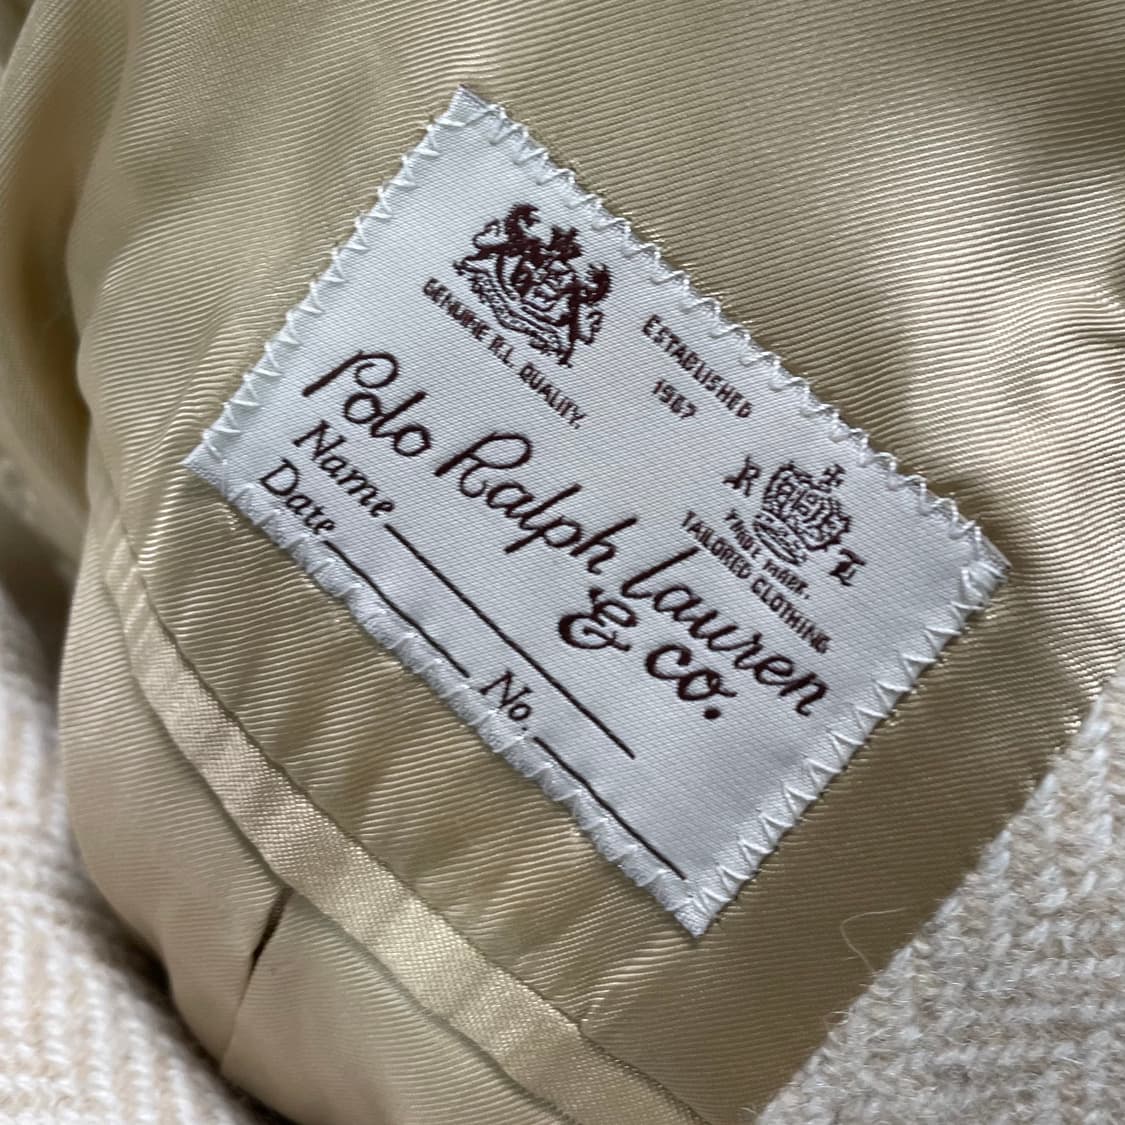 GENUINE R.L. QUALITY.
ESTABLISHED
1967
R L
TRADE MARK.
TAILORED CLOTHING
Polo Ralph Lauren
& co.
Name
Date No.